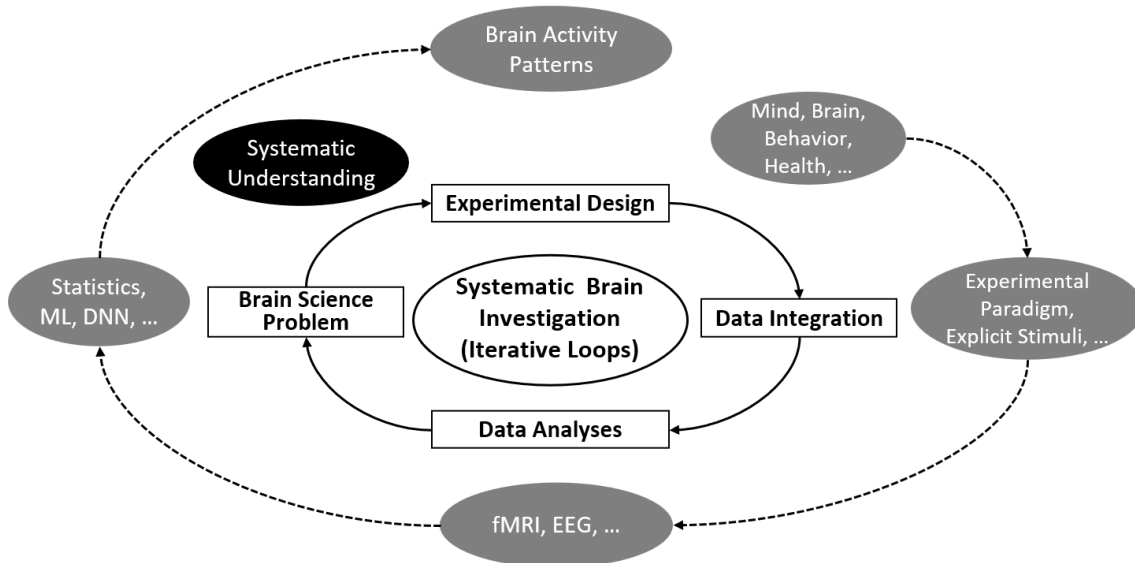 Brain Activity
Patterns
Mind, Brain,
Behavior,
Health, ...
Systematic
Understanding
Experimental Design
Statistics,
ML, DNN, ...
Brain Science
Problem
Systematic Brain
Investigation
(Iterative Loops)
Data Integration
Experimental
Paradigm,
Explicit Stimuli, ...
Data Analyses
fMRI, EEG, ...